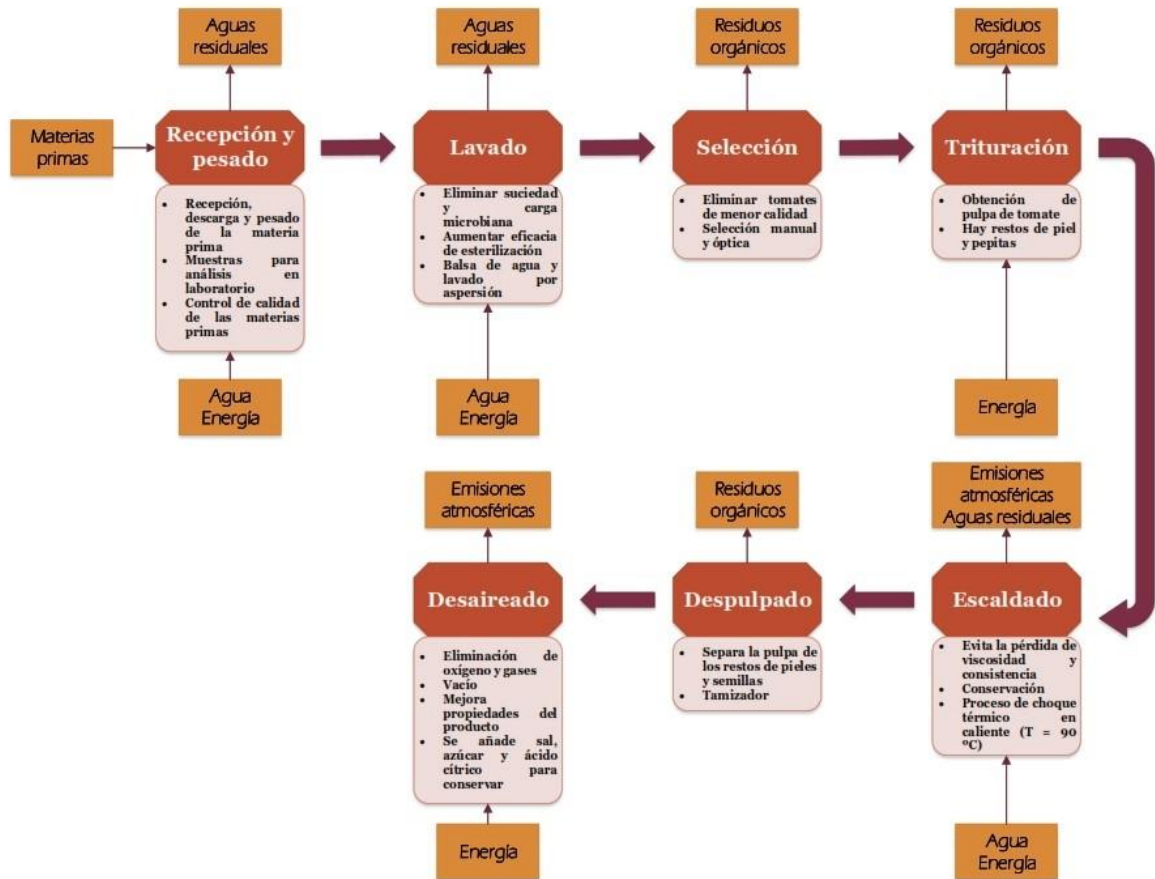 Aguas
residuales
Aguas
residuales
Residuos
orgánicos
Residuos
orgánicos
Materias
primas
Recepción y
pesado
Lavado
Selección
Trituración
• Recepción,
descarga y pesado
de la materia
prima
• Muestras para
análisis en
laboratorio
• Control de calidad
de las materias
primas
• Eliminar suciedad
y carga
microbiana
• Aumentar eficacia
de esterilización
• Balsa de agua y
lavado por
aspersión
• Eliminar tomates
de menor calidad
• Selección manual
y óptica
• Obtención de
pulpa de tomate
• Hay restos de piel
y pepitas
Agua
Energía
Agua
Energía
Energía
Emisiones
atmosféricas
Residuos
orgánicos
Emisiones
atmosféricas
Aguas residuales
Desaireado
Despulpado
Escaldado
• Eliminación de
oxígeno y gases
• Vacío
• Mejora
propiedades del
producto
• Se añade sal,
azúcar y ácido
cítrico para
conservar
• Separa la pulpa de
los restos de pieles
y semillas
• Tamizador
• Evita la pérdida de
viscosidad y
consistencia
• Conservación
• Proceso de choque
térmico en
caliente (T = 90
ºC)
Energía
Agua
Energía